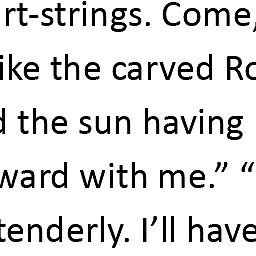 rt-strings. Come,
ike the carved Ro
d the sun having
ward with me.” “
tenderly. I’ll have